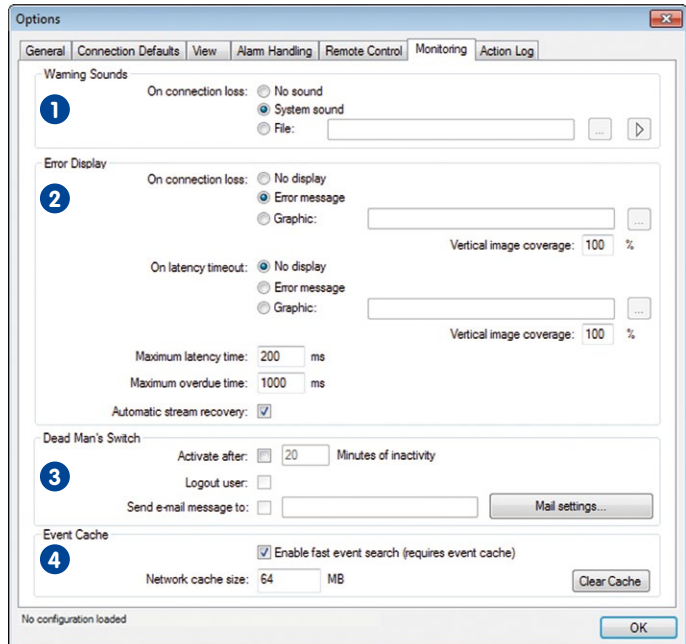 Options
General Connection Defaults View Alarm Handling Remote Control Monitoring Action Log
Warning Sounds
1
On connection loss: No sound
System sound
File: ...
Error Display
2
On connection loss: No display
Error message
Graphic: ...
Vertical image coverage: 100 %
On latency timeout: No display
Error message
Graphic: ...
Vertical image coverage: 100 %
Maximum latency time: 200 ms
Maximum overdue time: 1000 ms
Automatic stream recovery:
Dead Man's Switch
3
Activate after: 20 Minutes of inactivity
Logout user:
Send e-mail message to: Mail settings...
Event Cache
4
Enable fast event search (requires event cache)
Network cache size: 64 MB Clear Cache
No configuration loaded
OK